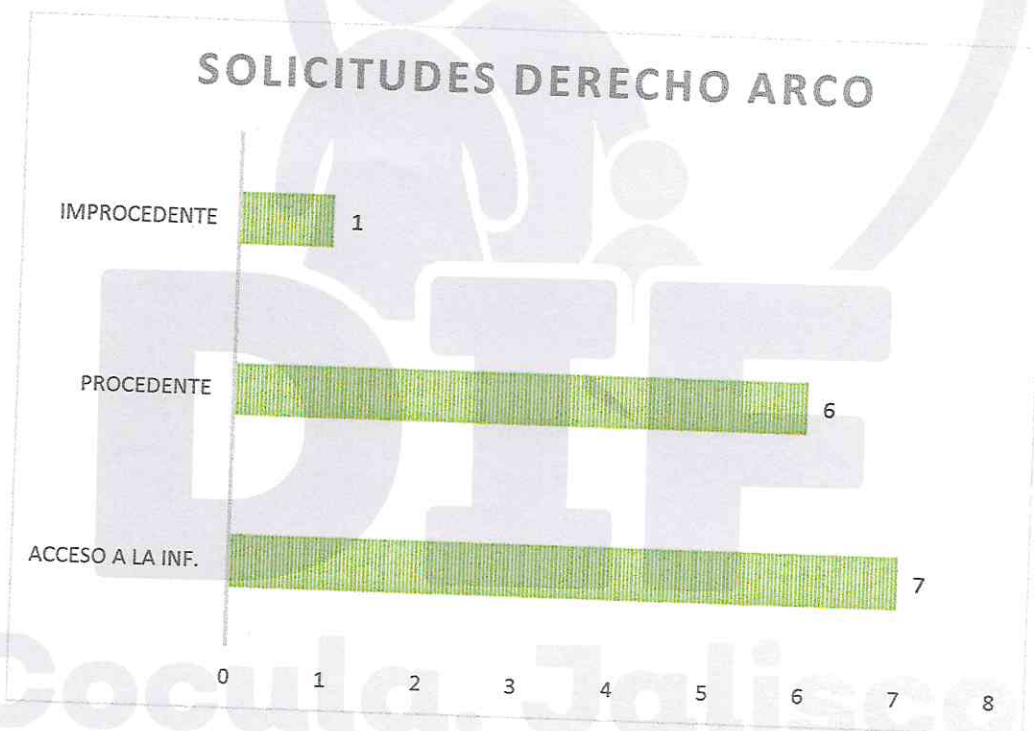 SOLICITUDES DERECHO ARCO
IMPROCEDENTE
1
PROCEDENTE
6
ACCESO A LA INF.
7
0 1 2 3 4 5 6 7 8
DIF
Cocula, Jalisco